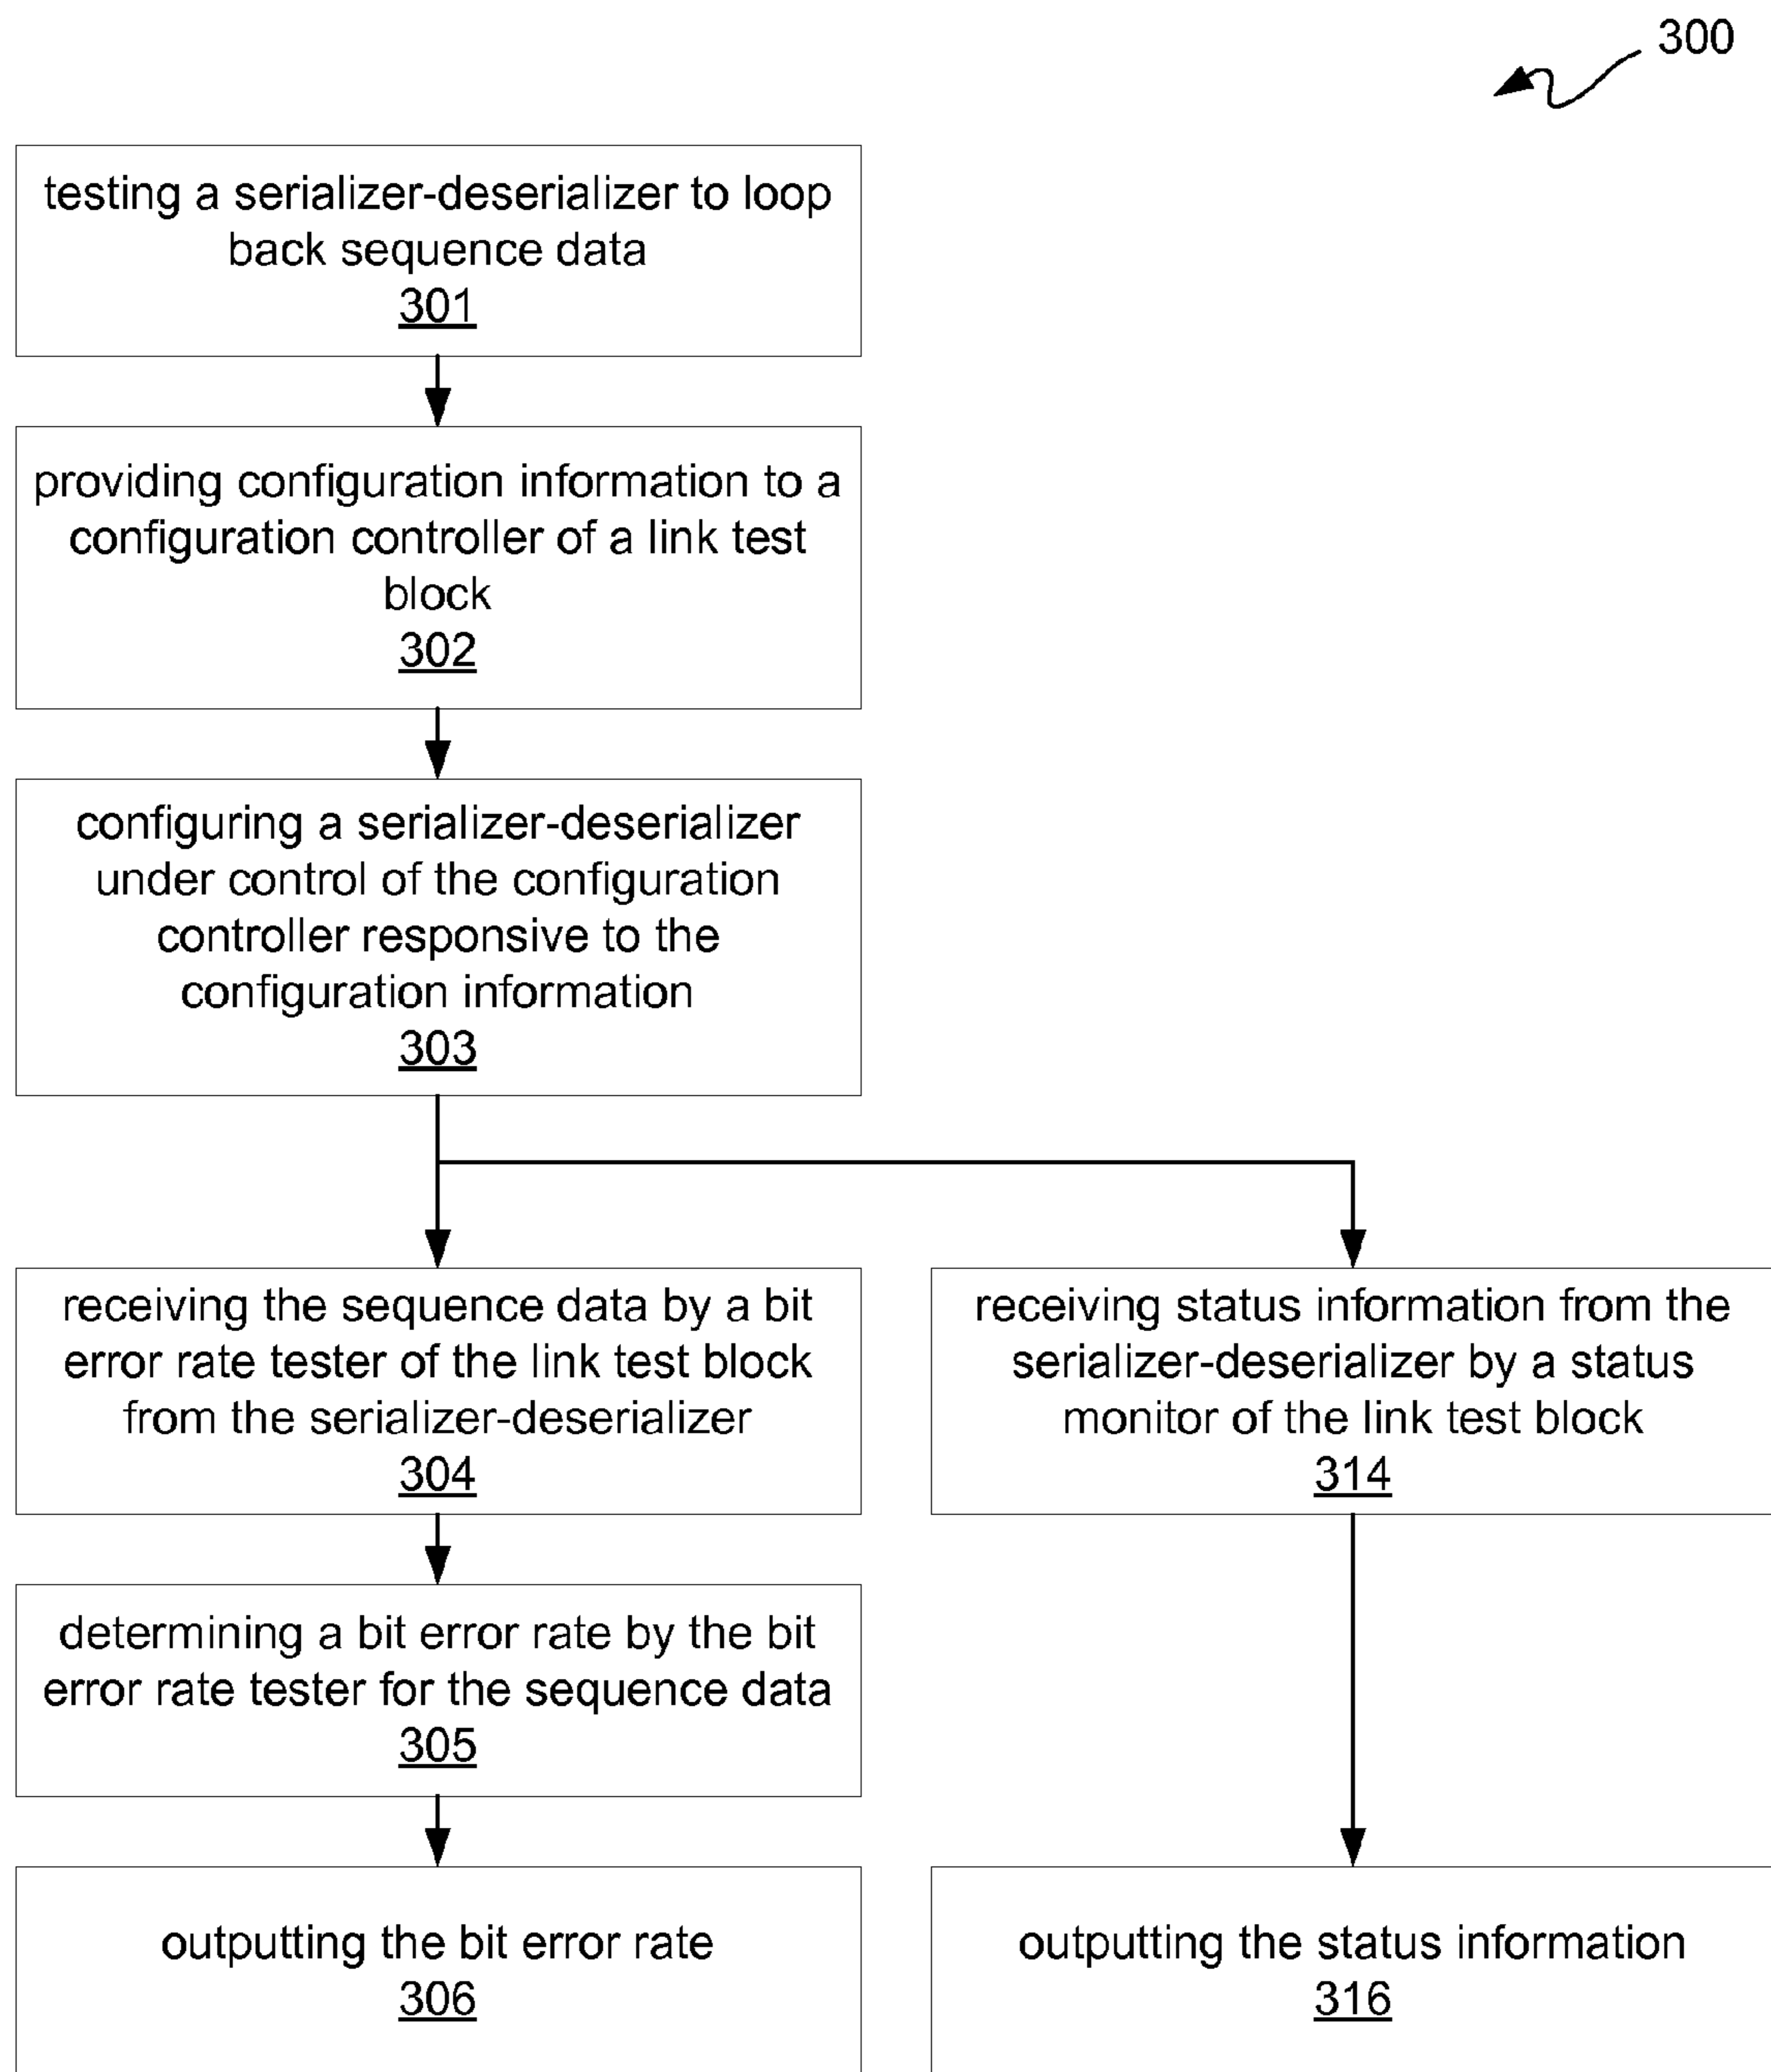 300
testing a serializer-deserializer to loop
back sequence data
301
providing configuration information to a
configuration controller of a link test
block
302
configuring a serializer-deserializer
under control of the configuration
controller responsive to the
configuration information
303
receiving the sequence data by a bit
error rate tester of the link test block
from the serializer-deserializer
304
receiving status information from the
serializer-deserializer by a status
monitor of the link test block
314
determining a bit error rate by the bit
error rate tester for the sequence data
305
outputting the bit error rate
306
outputting the status information
316